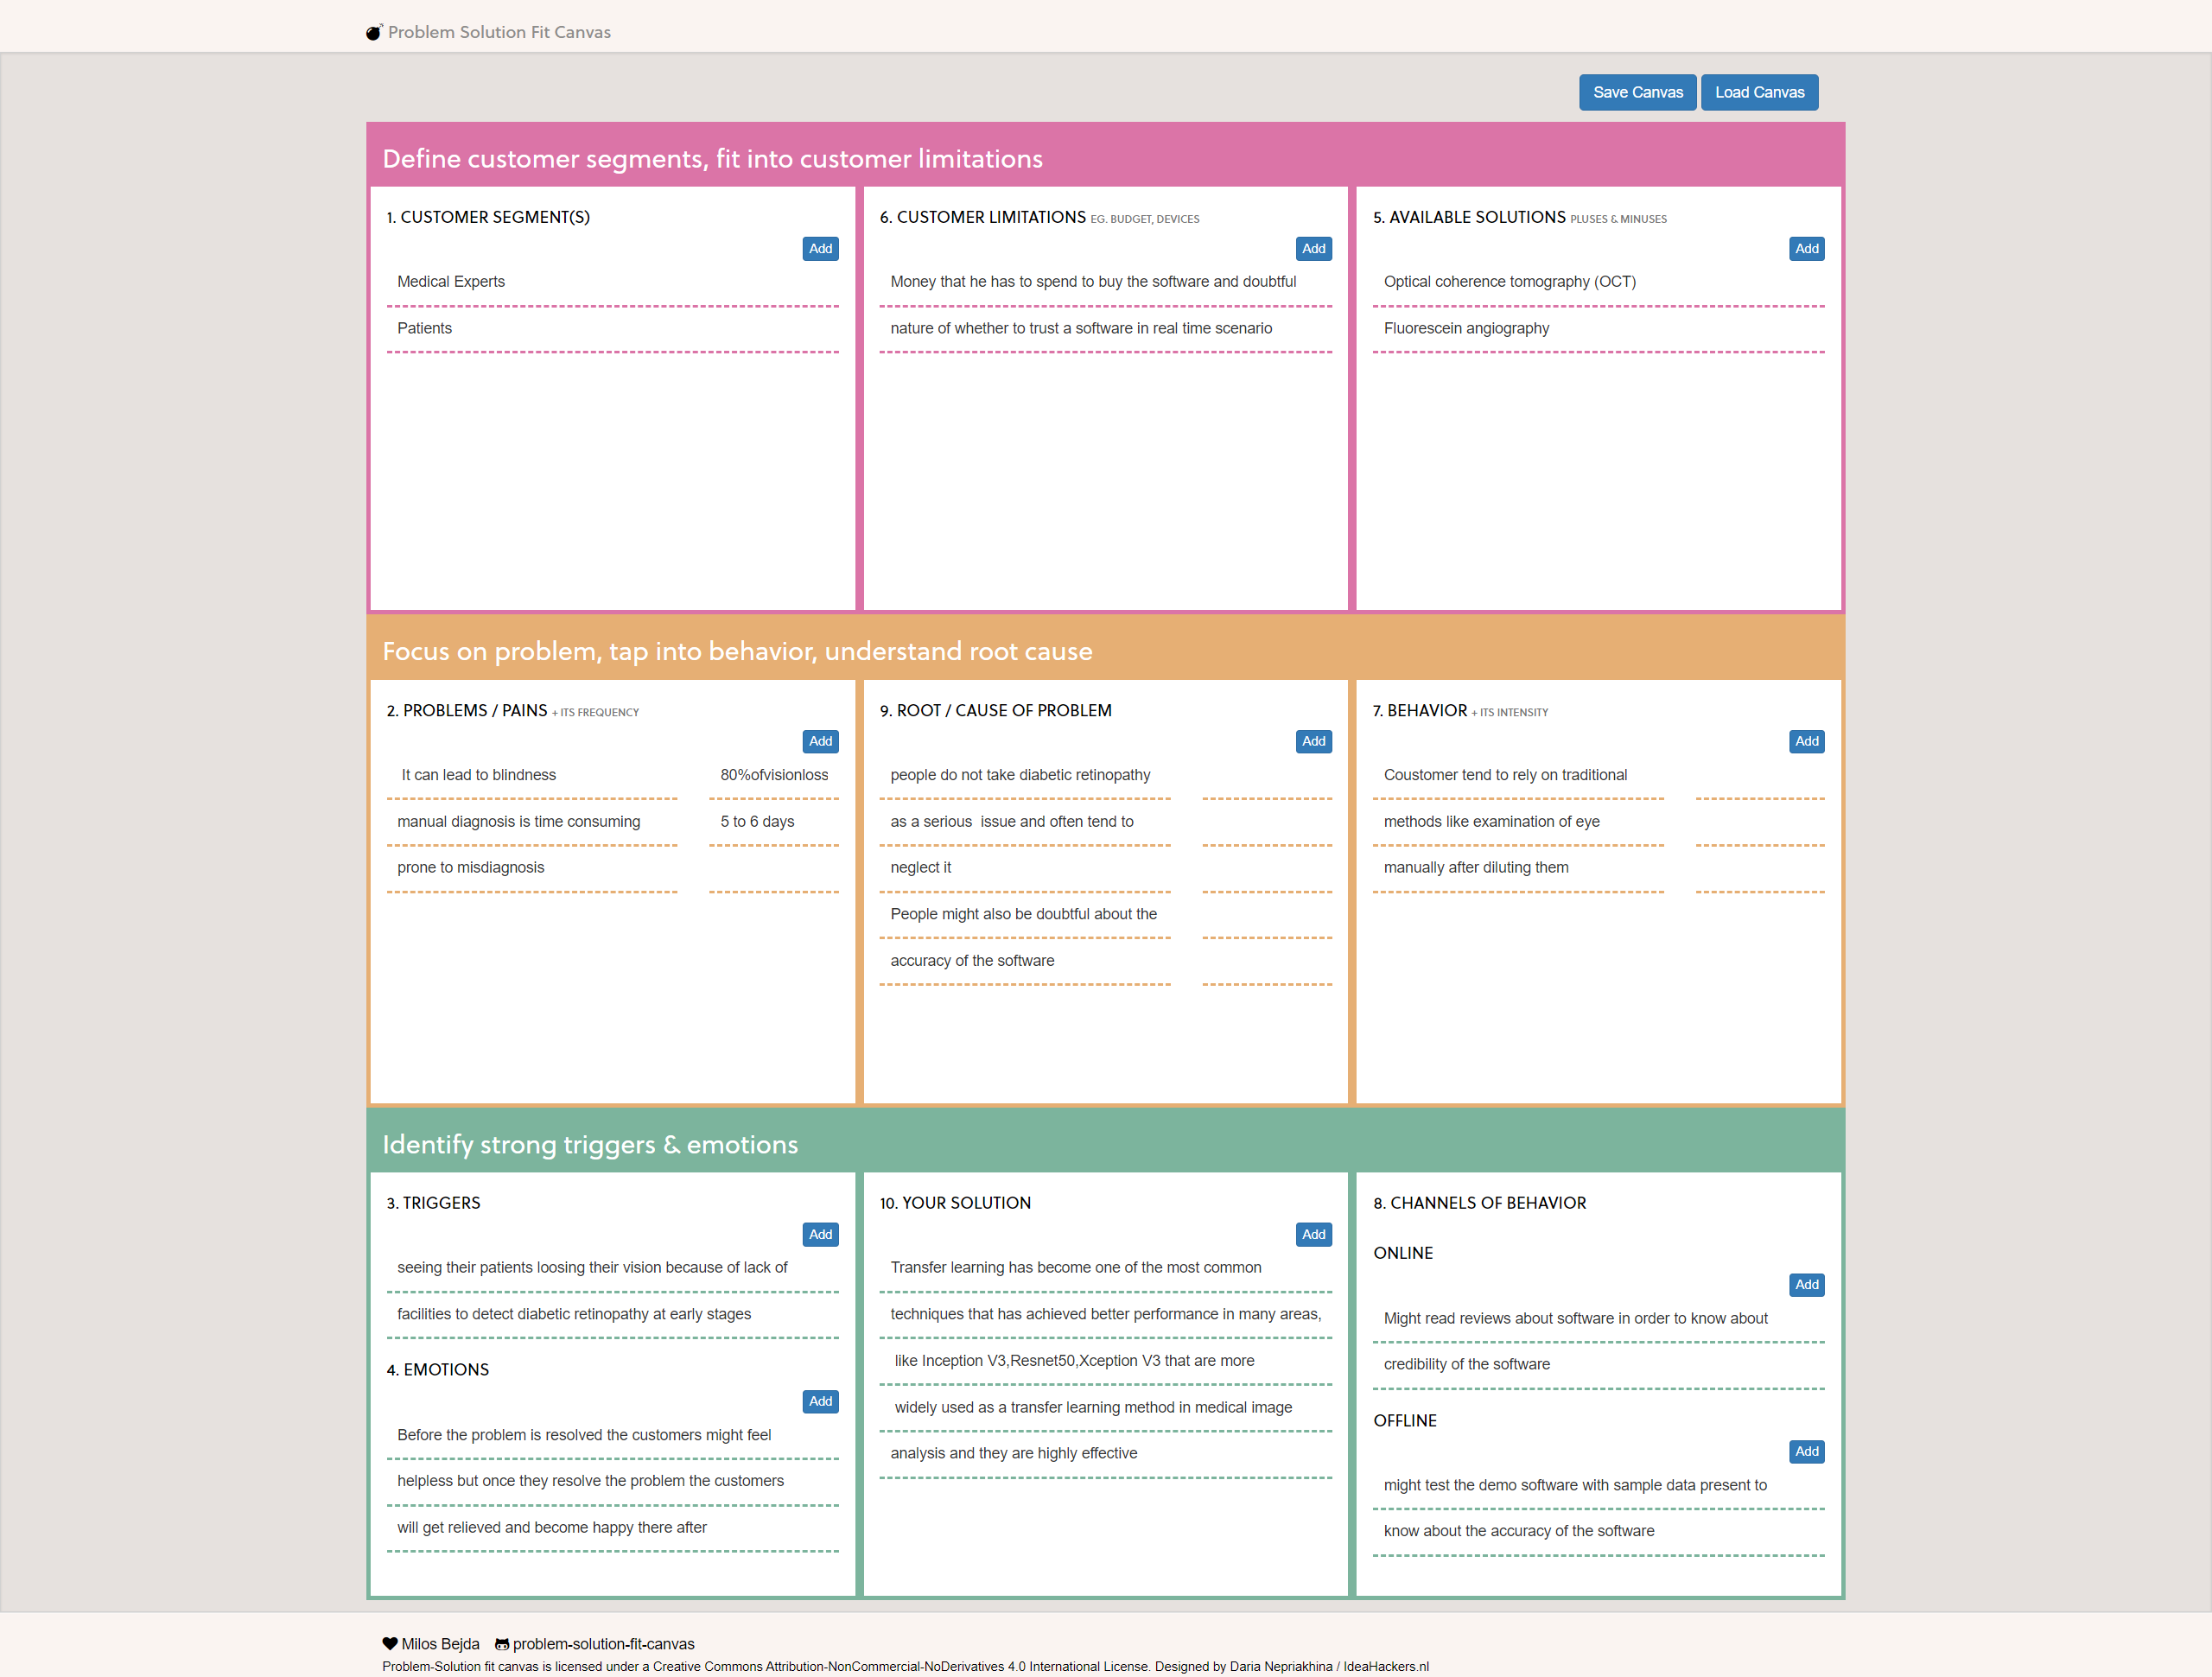 Problem Solution Fit Canvas
Save Canvas Load Canvas
Define customer segments, fit into customer limitations
1. CUSTOMER SEGMENT(S)
Add
Medical Experts
Patients
6. CUSTOMER LIMITATIONS EG. BUDGET, DEVICES
Add
Money that he has to spend to buy the software and doubtful
nature of whether to trust a software in real time scenario
5. AVAILABLE SOLUTIONS PLUSES & MINUSES
Add
Optical coherence tomography (OCT)
Fluorescein angiography
Focus on problem, tap into behavior, understand root cause
2. PROBLEMS / PAINS + ITS FREQUENCY
Add
It can lead to blindness 80%ofvisionloss
manual diagnosis is time consuming 5 to 6 days
prone to misdiagnosis
9. ROOT / CAUSE OF PROBLEM
Add
people do not take diabetic retinopathy
as a serious  issue and often tend to
neglect it
People might also be doubtful about the
accuracy of the software
7. BEHAVIOR + ITS INTENSITY
Add
Coustomer tend to rely on traditional
methods like examination of eye
manually after diluting them
Identify strong triggers & emotions
3. TRIGGERS
Add
seeing their patients loosing their vision because of lack of
facilities to detect diabetic retinopathy at early stages
4. EMOTIONS
Add
Before the problem is resolved the customers might feel
helpless but once they resolve the problem the customers
will get relieved and become happy there after
10. YOUR SOLUTION
Add
Transfer learning has become one of the most common
techniques that has achieved better performance in many areas,
like Inception V3,Resnet50,Xception V3 that are more
widely used as a transfer learning method in medical image
analysis and they are highly effective
8. CHANNELS OF BEHAVIOR
ONLINE
Add
Might read reviews about software in order to know about
credibility of the software
OFFLINE
Add
might test the demo software with sample data present to
know about the accuracy of the software
Milos Bejda problem-solution-fit-canvas
Problem-Solution fit canvas is licensed under a Creative Commons Attribution-NonCommercial-NoDerivatives 4.0 International License. Designed by Daria Nepriakhina / IdeaHackers.nl